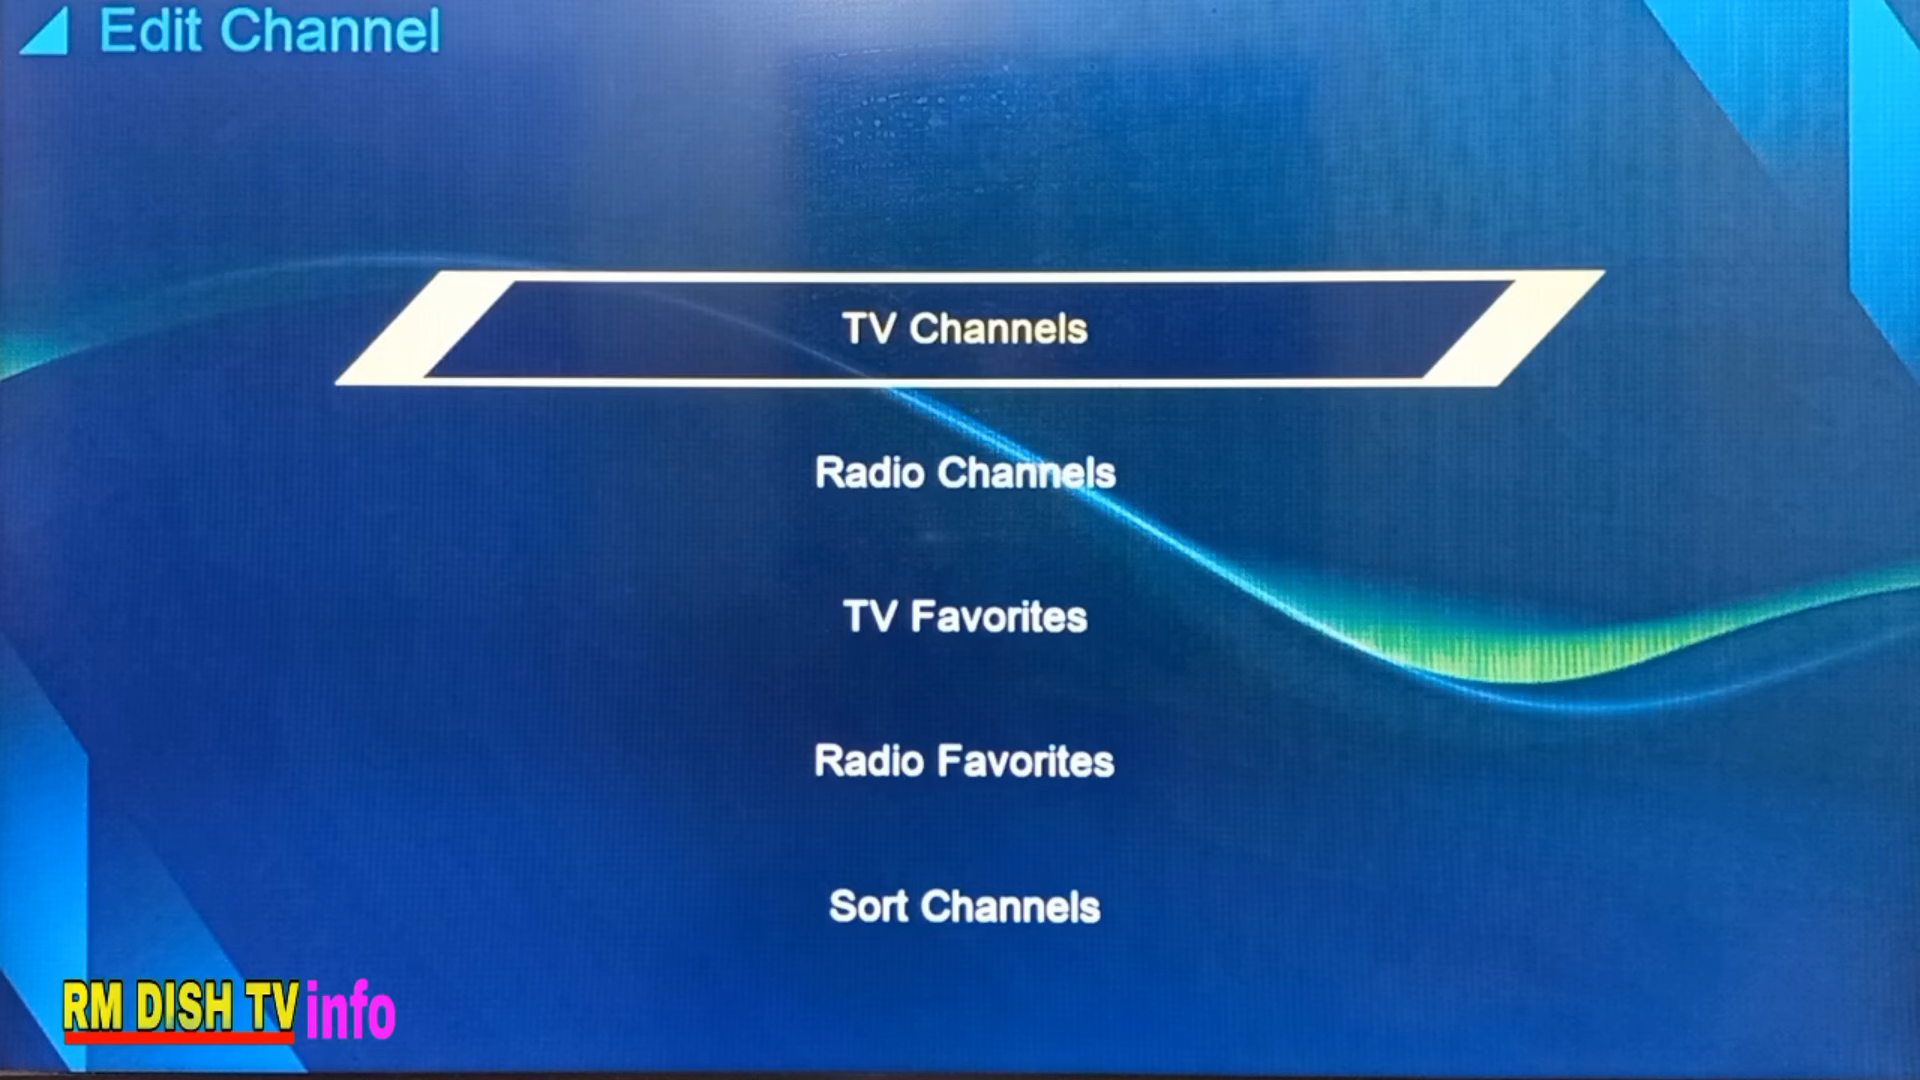 Edit Channel
TV Channels
Radio Channels
TV Favorites
Radio Favorites
Sort Channels
RM DISH TV info